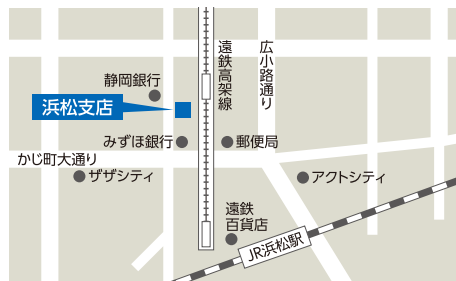 遠鉄高架線
広小路通り
静岡銀行
浜松支店
みずほ銀行
郵便局
かじ町大通り
ザザシティ
アクトシティ
遠鉄
百貨店
JR浜松駅